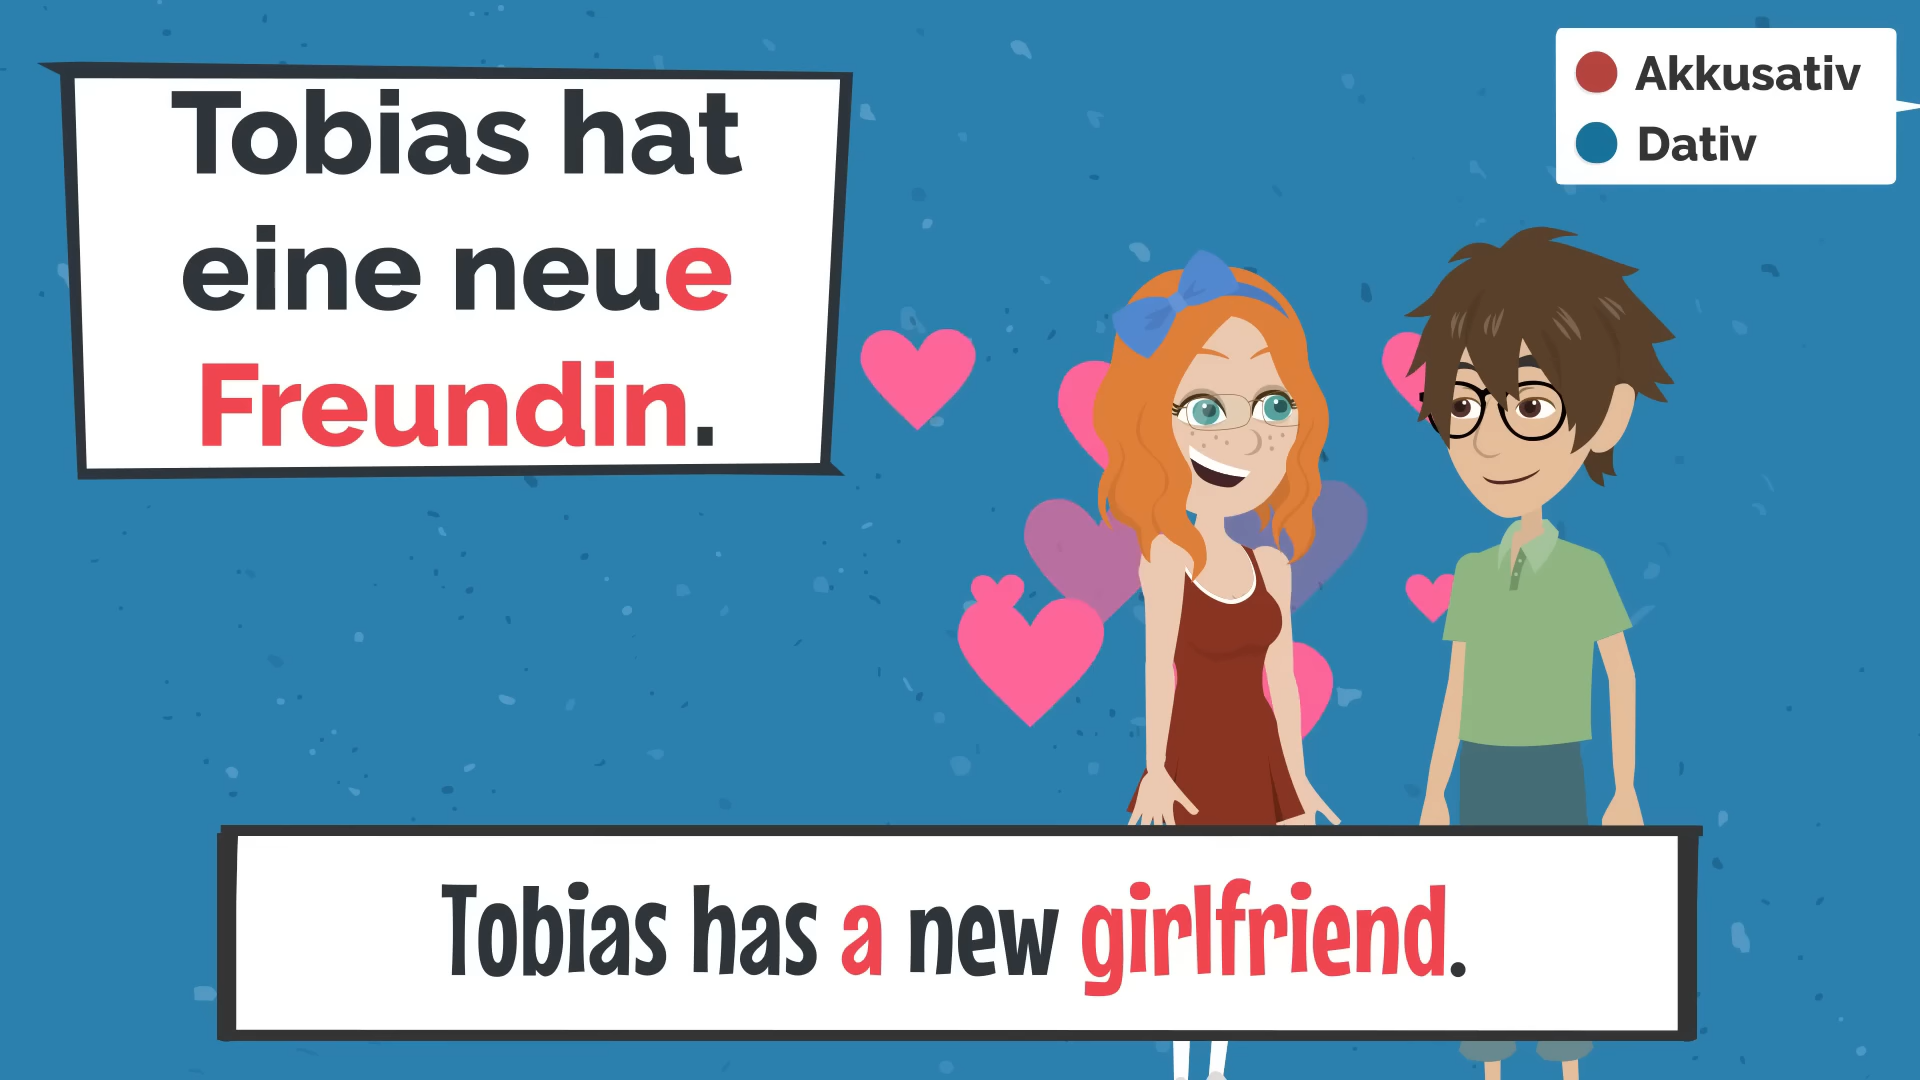 Tobias hat
eine neue
Freundin.
Akkusativ
Dativ
Tobias has a new girlfriend.